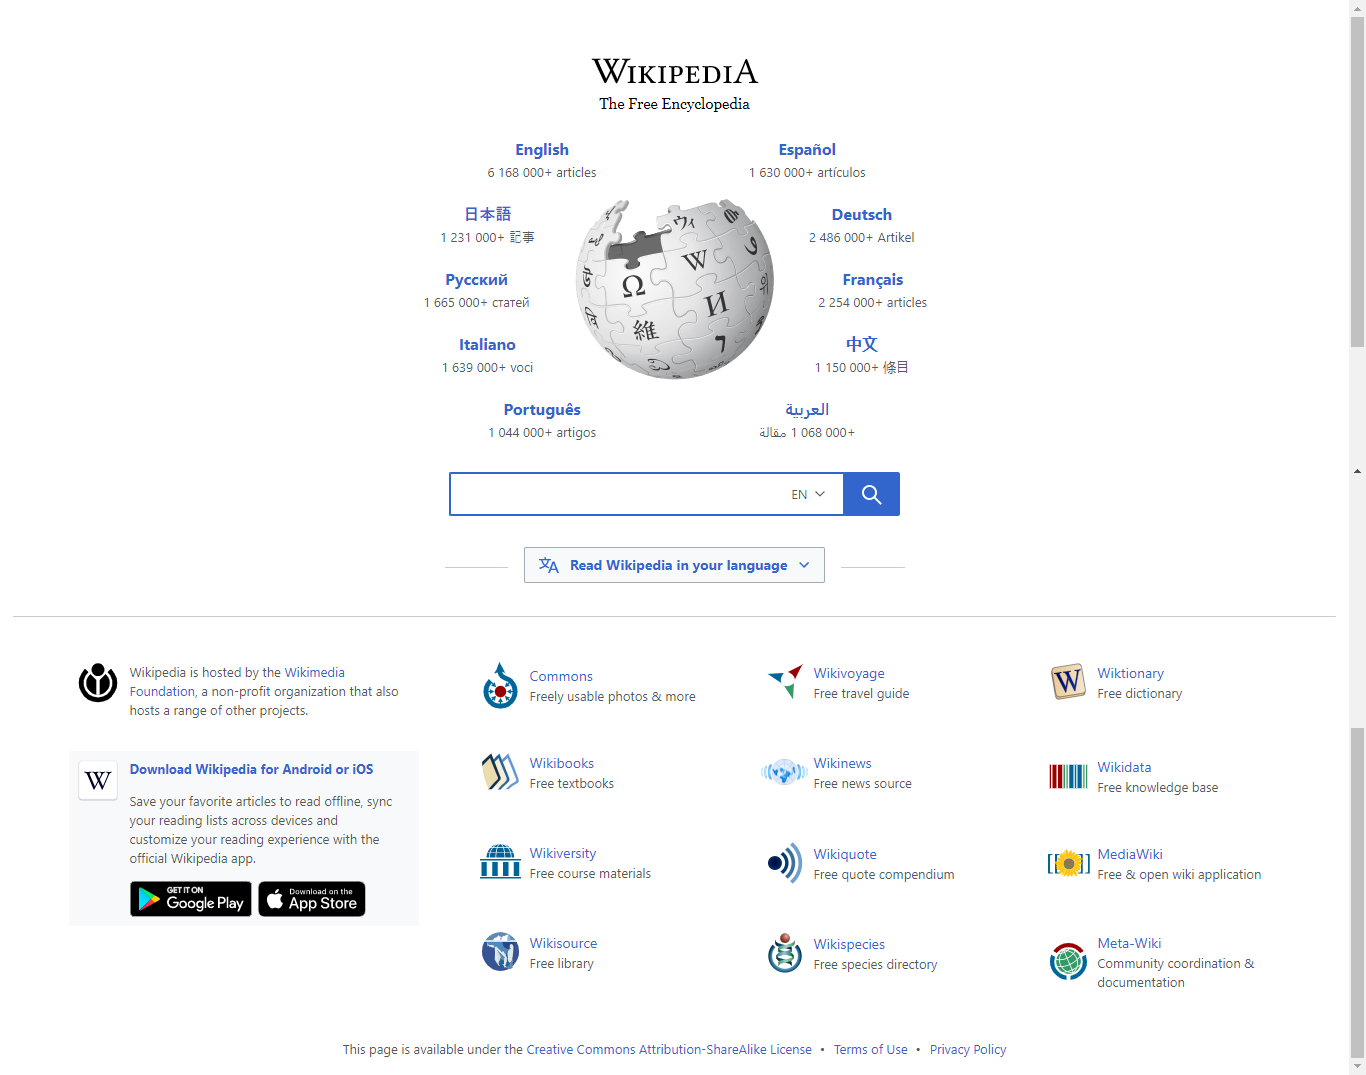 WIKIPEDIA
The Free Encyclopedia
English
6 168 000+ articles
Español
1 630 000+ artículos
日本語
1 231 000+ 記事
Deutsch
2 486 000+ Artikel
Русский
1 665 000+ статей
Français
2 254 000+ articles
Italiano
1 639 000+ voci
中文
1 150 000+ 條目
Português
1 044 000+ artigos
العربية
1 068 000+ مقالة
Ω
W
И
維
ウィ
EN
Read Wikipedia in your language
Wikipedia is hosted by the Wikimedia
Foundation, a non-profit organization that also
hosts a range of other projects.
W
Download Wikipedia for Android or iOS
Save your favorite articles to read offline, sync
your reading lists across devices and
customize your reading experience with the
official Wikipedia app.
GET IT ON
Google Play
Download on the
App Store
Commons
Freely usable photos & more
Wikivoyage
Free travel guide
W
Wiktionary
Free dictionary
Wikibooks
Free textbooks
Wikinews
Free news source
Wikidata
Free knowledge base
Wikiversity
Free course materials
Wikiquote
Free quote compendium
MediaWiki
Free & open wiki application
Wikisource
Free library
Wikispecies
Free species directory
Meta-Wiki
Community coordination &
documentation
This page is available under the Creative Commons Attribution-ShareAlike License • Terms of Use • Privacy Policy